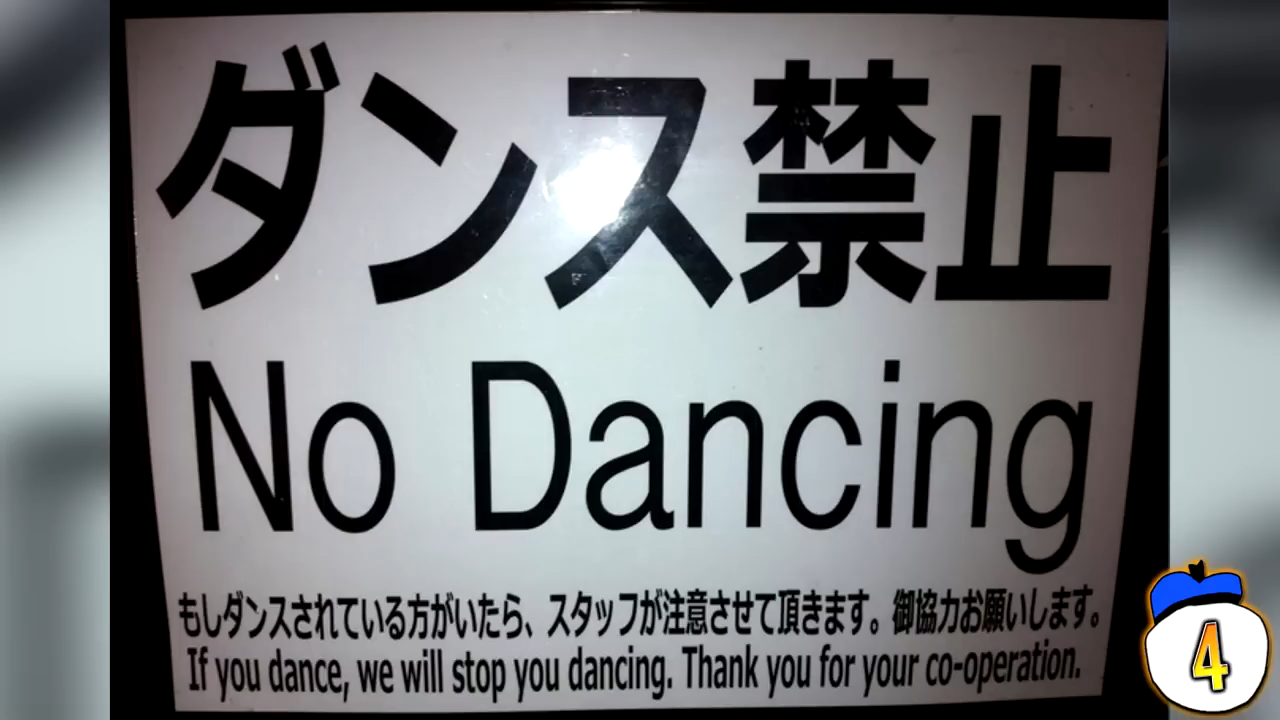 ダンス禁止
No Dancing
もしダンスされている方がいたら、スタッフが注意させて頂きます。御協力お願いします。
If you dance, we will stop you dancing. Thank you for your co-operation.
4